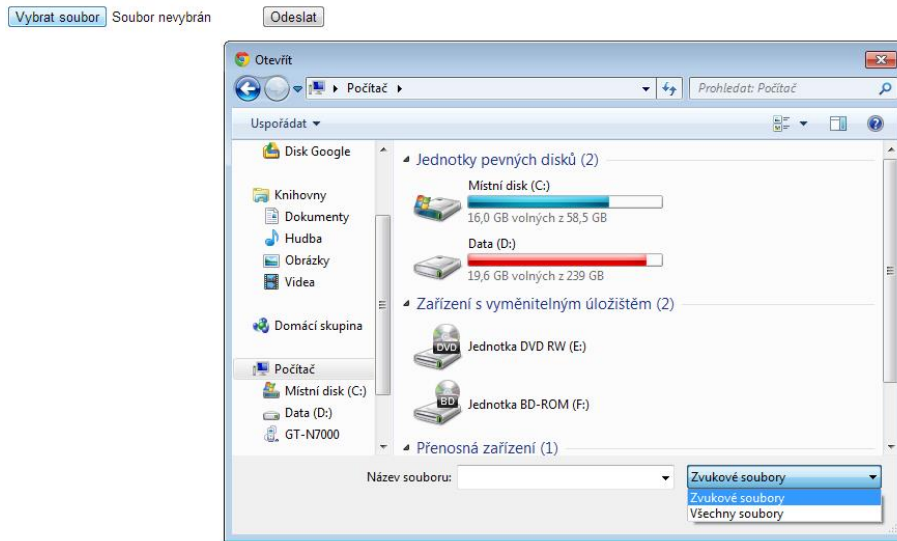 Vybrat soubor Soubor nevybrán Odeslat
Otevřít
Počítač
Prohledat: Počítač
Uspořádat
Disk Google
Knihovny
Dokumenty
Hudba
Obrázky
Videa
Domácí skupina
Počítač
Místní disk (C:)
Data (D:)
GT-N7000
Jednotky pevných disků (2)
Místní disk (C:)
16,0 GB volných z 58,5 GB
Data (D:)
19,6 GB volných z 239 GB
Zařízení s vyměnitelným úložištěm (2)
DVD
Jednotka DVD RW (E:)
BD
Jednotka BD-ROM (F:)
Přenosná zařízení (1)
Název souboru:
Zvukové soubory
Zvukové soubory
Všechny soubory